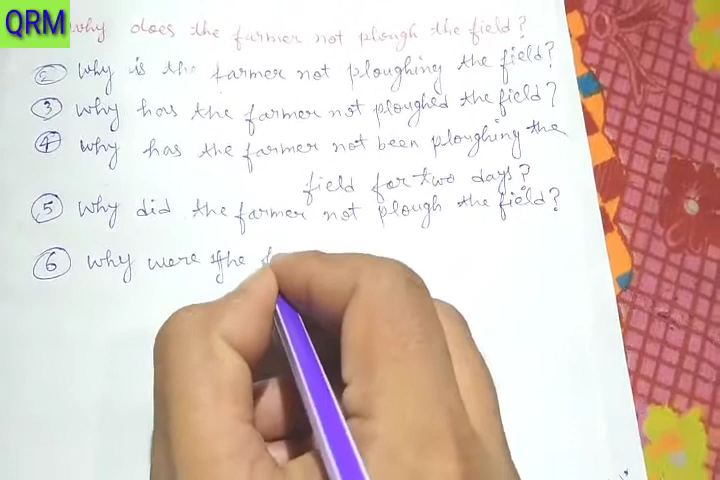 QRM
why does the farmer not plough the field?
② why is the farmer not ploughing the field?
③ why has the farmer not ploughed the field?
④ why has the farmer not been ploughing the
field for two days?
⑤ why did the farmer not plough the field?
⑥ why were the f